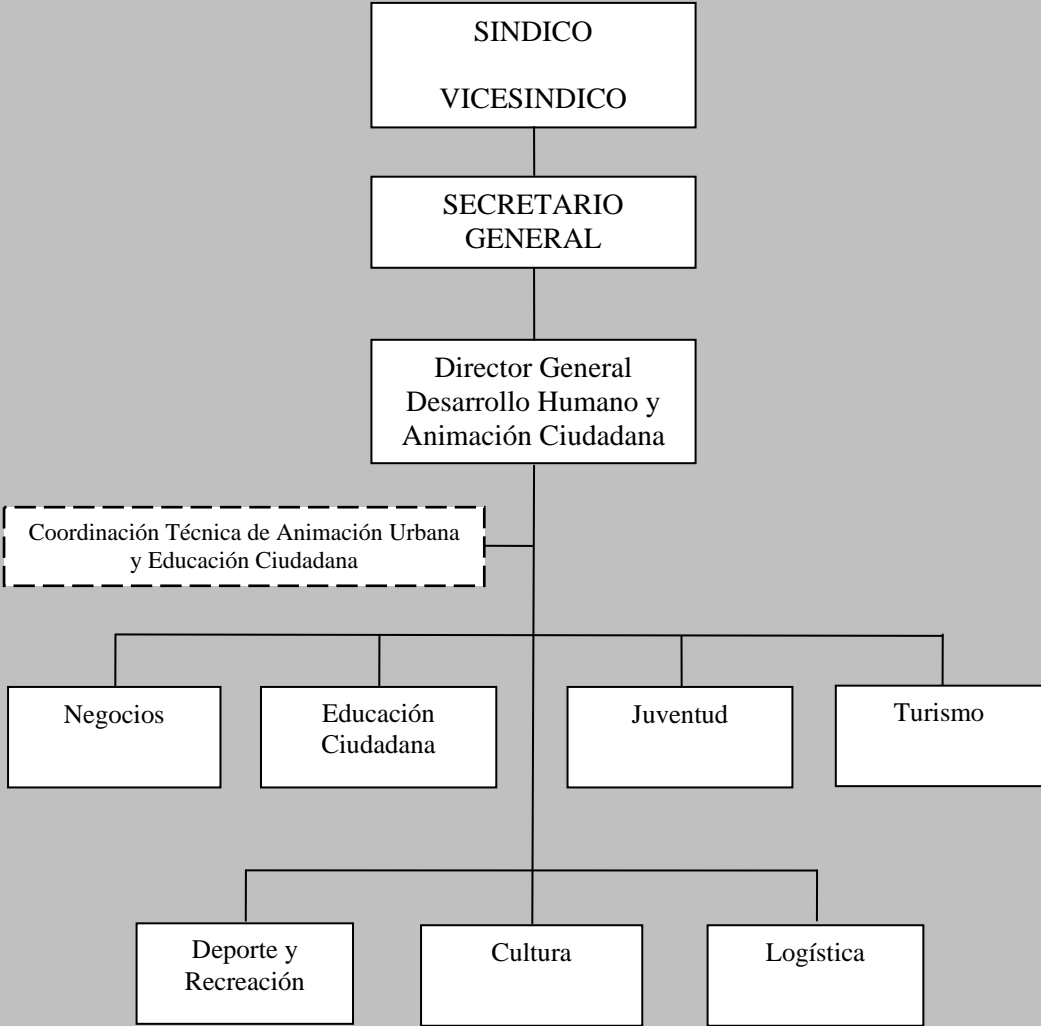 SINDICO
VICESINDICO
SECRETARIO
GENERAL
Director General
Desarrollo Humano y
Animación Ciudadana
Coordinación Técnica de Animación Urbana
y Educación Ciudadana
Negocios
Educación
Ciudadana
Juventud
Turismo
Deporte y
Recreación
Cultura
Logística